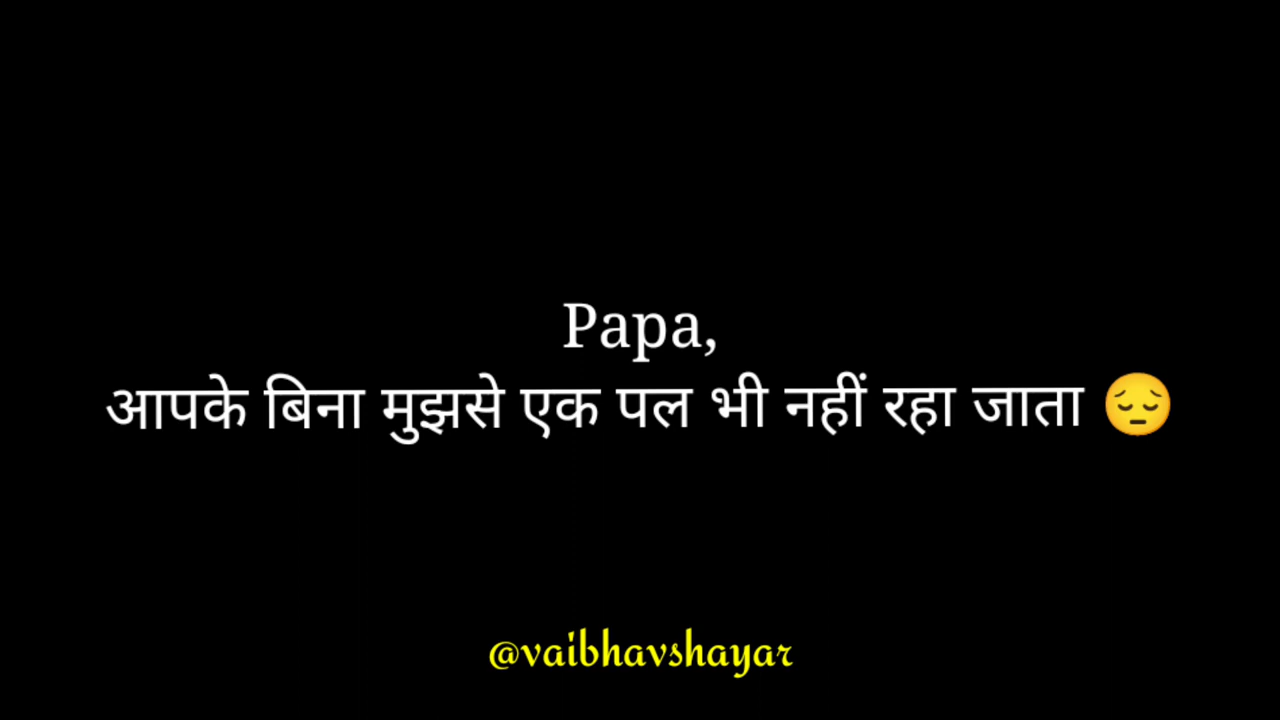 Papa,
आपके बिना मुझसे एक पल भी नहीं रहा जाता 😔
@vaibhavshayar